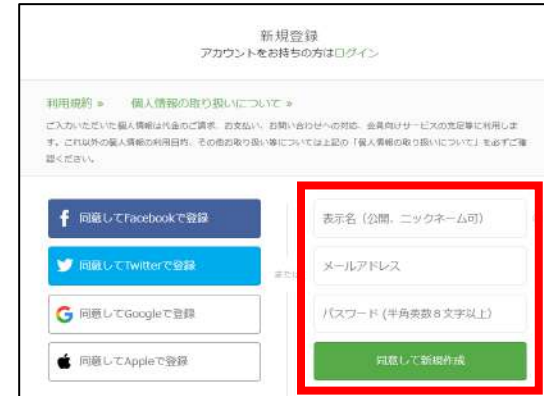 新規登録
アカウントをお持ちの方はログイン
利用規約 »　個人情報の取り扱いについて »
ご入力いただいた個人情報は代金のご請求、お支払い、お問い合わせへの対応、会員向けサービスの充足等に利用しま
す。これ以外の個人情報の利用目的、その他お取り扱い等については上記の「個人情報の取り扱いについて」を必ずご確
認ください。
同意してFacebookで登録
同意してTwitterで登録
同意してGoogleで登録
同意してAppleで登録
または
表示名（公開、ニックネーム可）
メールアドレス
パスワード (半角英数８文字以上)
同意して新規作成